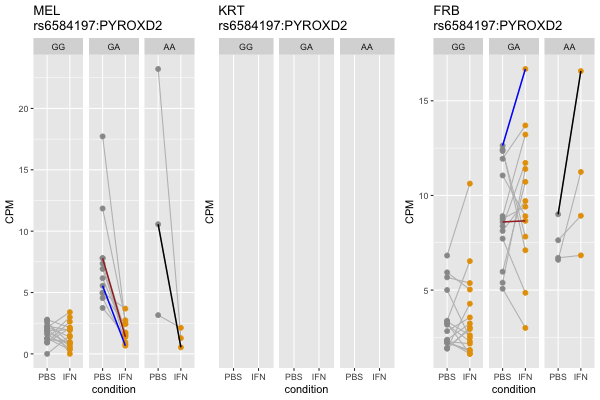 MEL
rs6584197:PYROXD2
GG GA AA
CPM
20
15
10
5
0
PBS IFN PBS IFN PBS IFN
condition
KRT
rs6584197:PYROXD2
GG GA AA
CPM
PBS IFN PBS IFN PBS IFN
condition
FRB
rs6584197:PYROXD2
GG GA AA
CPM
15
10
5
PBS IFN PBS IFN PBS IFN
condition